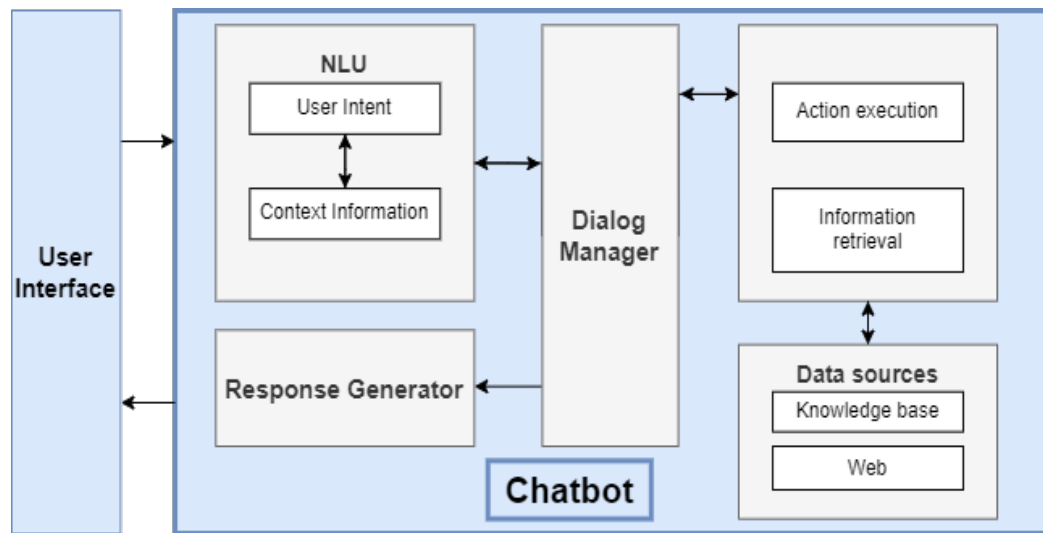 User
Interface
NLU
User Intent
Context Information
Response Generator
Dialog
Manager
Action execution
Information
retrieval
Data sources
Knowledge base
Web
Chatbot